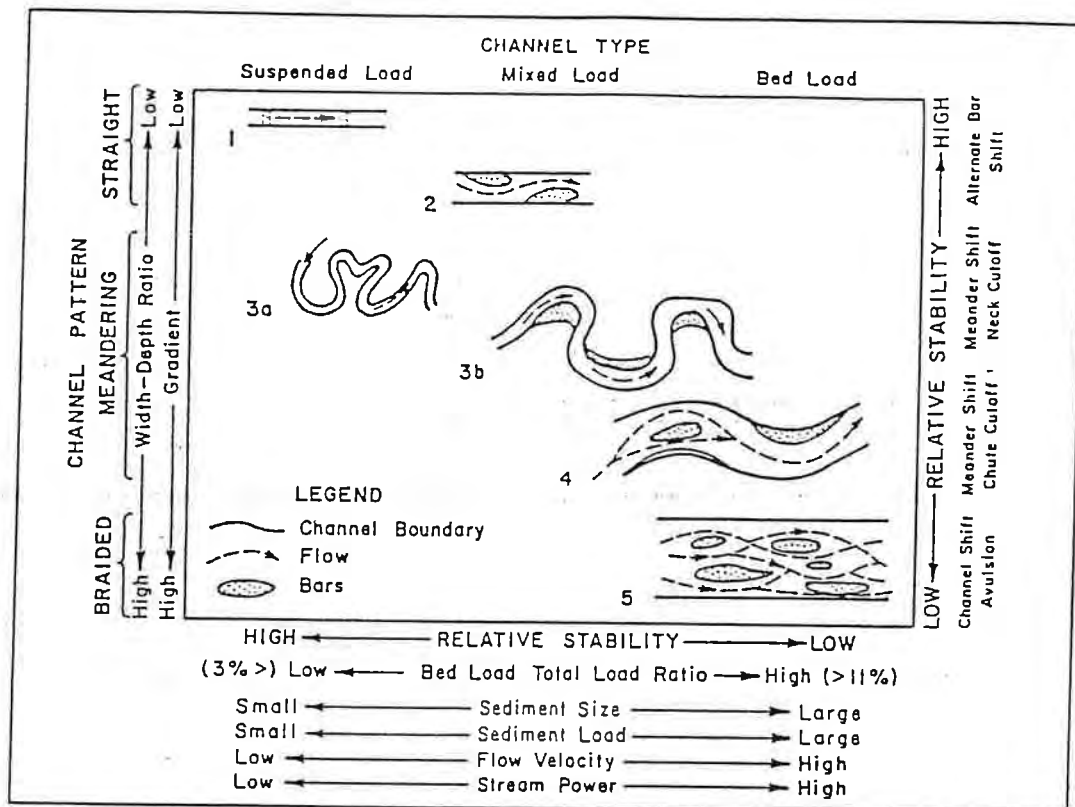 CHANNEL TYPE
Suspended Load Mixed Load Bed Load
CHANNEL PATTERN
STRAIGHT
MEANDERING
BRAIDED
Low
Width-Depth Ratio
High
Low
Gradient
High
1
2
3a
3b
4
5
LEGEND
Channel Boundary
Flow
Bars
HIGH
RELATIVE STABILITY
LOW
Alternate Bar
Shift
Meander Shift
Neck Cutoff
Meander Shift
Chute Cutoff
Channel Shift
Avulsion
HIGH RELATIVE STABILITY LOW
(3% >) Low Bed Load Total Load Ratio High (>11%)
Small Sediment Size Large
Small Sediment Load Large
Low Flow Velocity High
Low Stream Power High